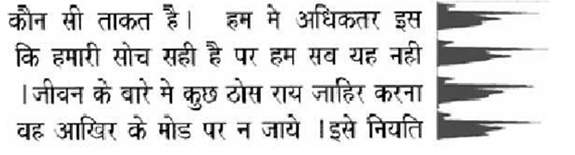 कौन सी ताकत है। हम मे अधिकतर इस
कि हमारी सोच सही है पर हम सब यह नही
।जीवन के बारे मे कुछ ठोस राय जाहिर करना
वह आखिर के मोड पर न जाये ।इसे नियति